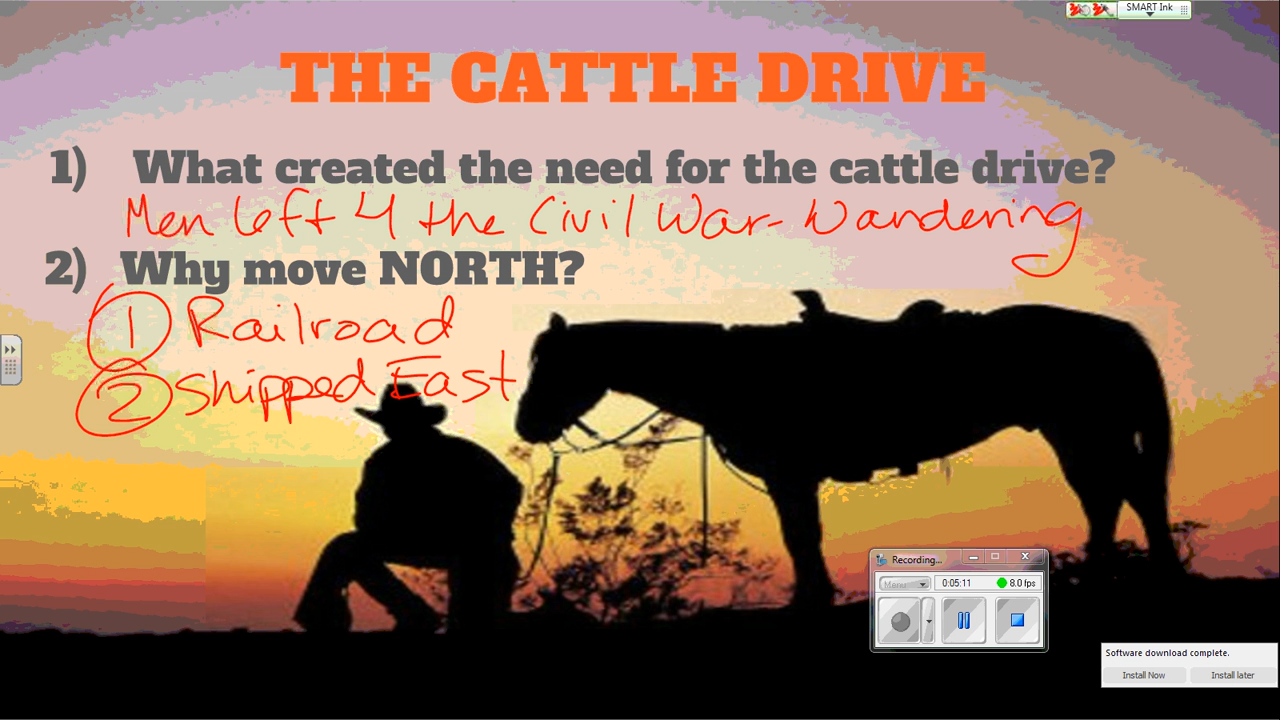 SMART Ink
THE CATTLE DRIVE
1) What created the need for the cattle drive?
Men left 4 the Civil War- Wandering
2) Why move NORTH?
1 Railroad
2 Shipped East
Recording...
Menu
0:05:11
8.0 fps
Software download complete.
Install Now
Install later